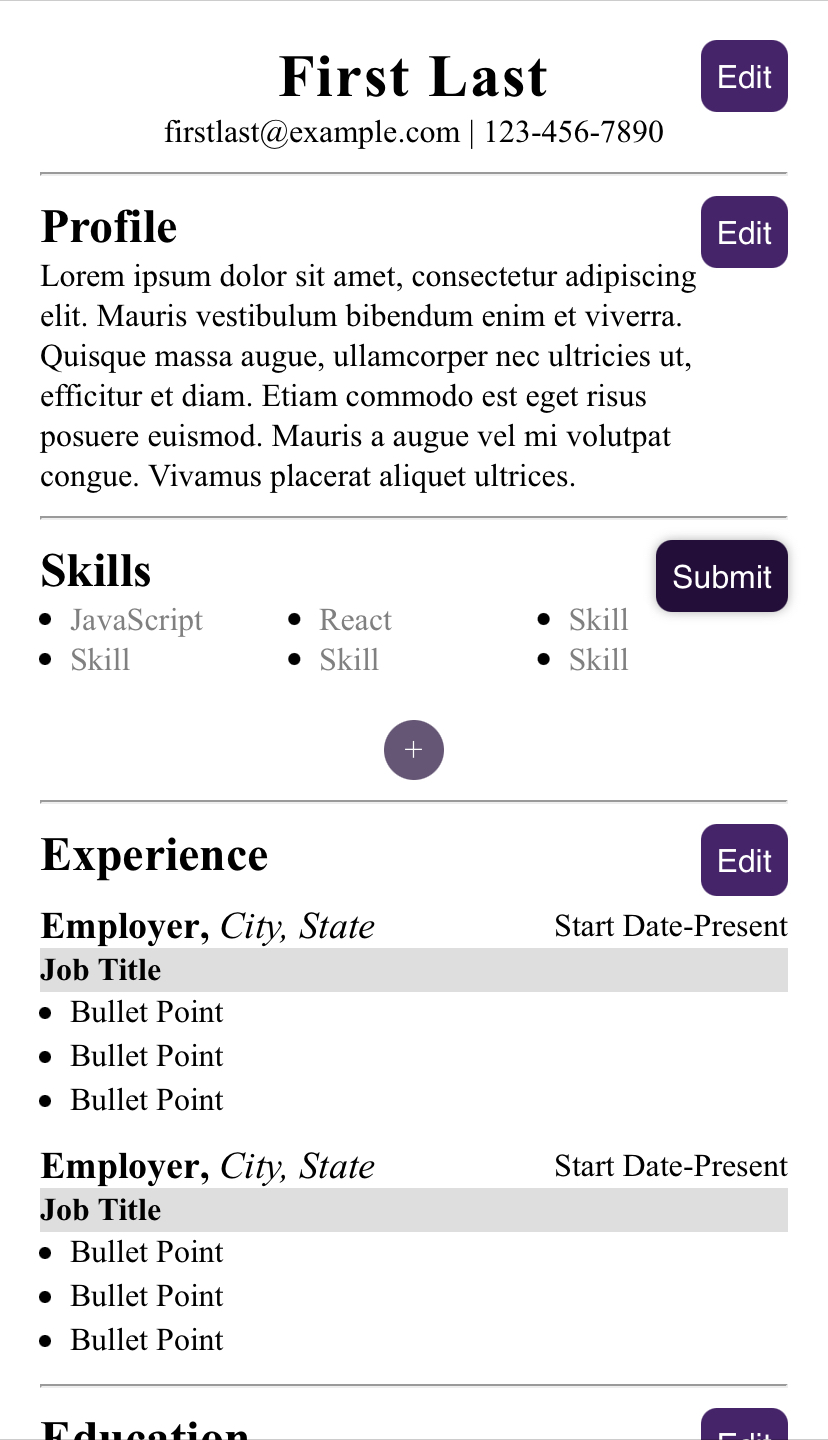 First Last
Edit
firstlast@example.com | 123-456-7890
Profile
Edit
Lorem ipsum dolor sit amet, consectetur adipiscing
elit. Mauris vestibulum bibendum enim et viverra.
Quisque massa augue, ullamcorper nec ultricies ut,
efficitur et diam. Etiam commodo est eget risus
posuere euismod. Mauris a augue vel mi volutpat
congue. Vivamus placerat aliquet ultrices.
Skills
Submit
• JavaScript • React • Skill
• Skill • Skill • Skill
+
Experience
Edit
Employer, City, State Start Date-Present
Job Title
• Bullet Point
• Bullet Point
• Bullet Point
Employer, City, State Start Date-Present
Job Title
• Bullet Point
• Bullet Point
• Bullet Point
Education
Edit